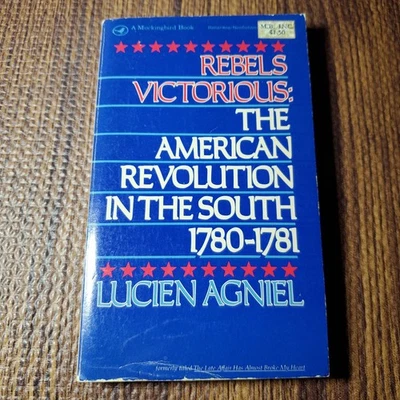 A Mockingbird Book
REBELS
VICTORIOUS:
THE
AMERICAN
REVOLUTION
IN THE SOUTH
1780-1781
LUCIEN AGNIEL
formerly titled The Late Affair Has Almost Broke My Heart